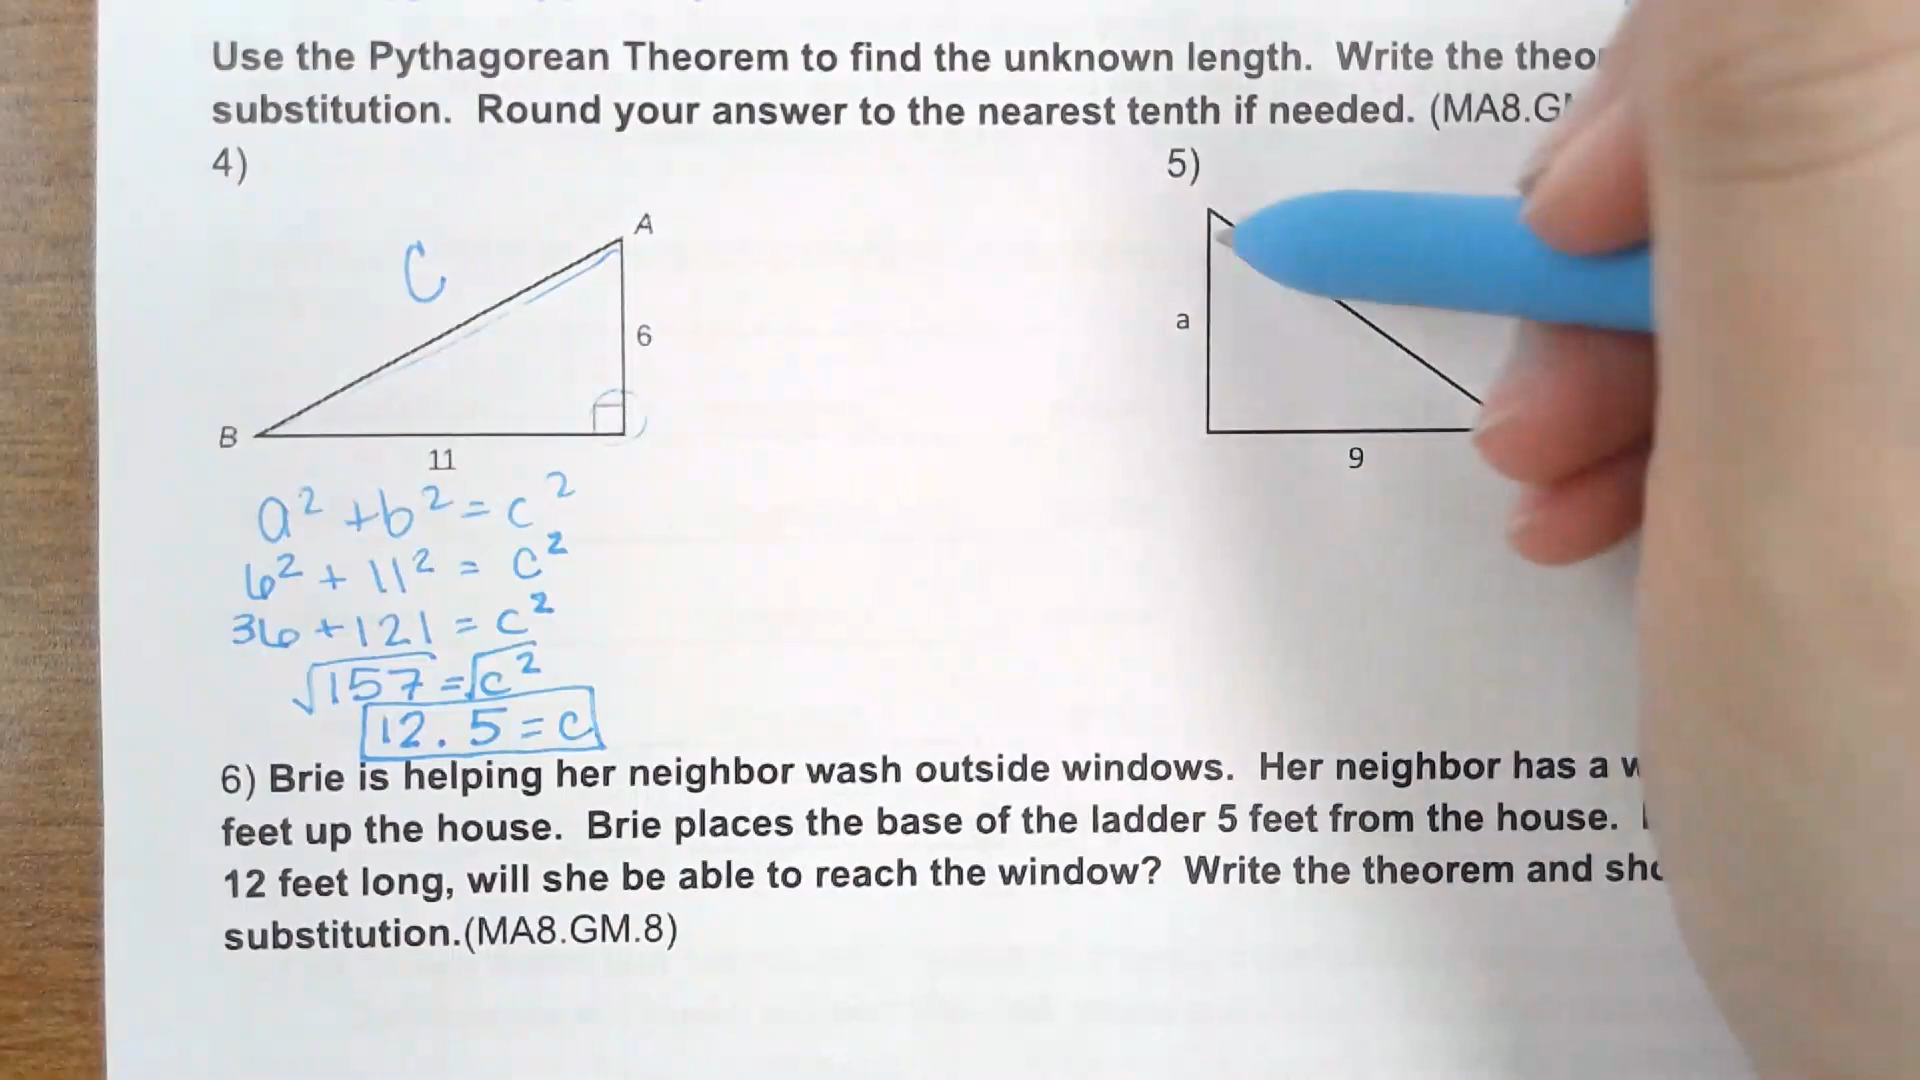 Use the Pythagorean Theorem to find the unknown length. Write the
substitution. Round your answer to the nearest tenth if needed.
4)
5)
A
C
6
a
B
11
9
a² + b² = c²
6² + 11² = c²
36 + 121 = c²
√157 = √c²
12.5 = c
6) Brie is helping her neighbor wash outside windows. Her neighbor has a
feet up the house. Brie places the base of the ladder 5 feet from the house.
12 feet long, will she be able to reach the window? Write the theorem and
substitution.(MA8.GM.8)